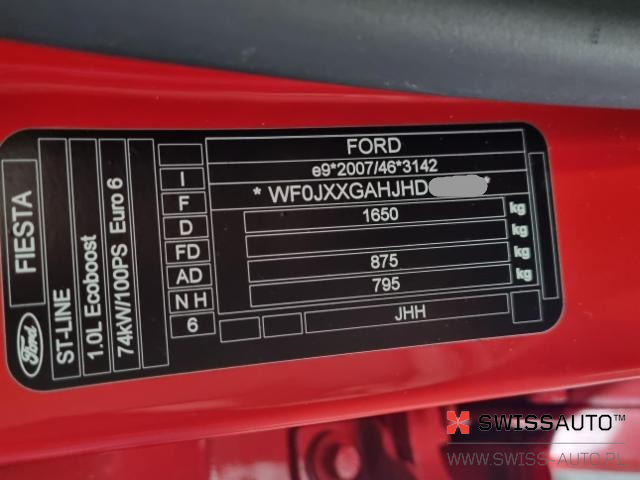 FORD
e9*2007/46*3142
* WF0JXXGAHJHD *
1650 kg
kg
875 kg
795
JHH
I
F
D
FD
AD
N H
6
FIESTA
ST-LINE
1.0L Ecoboost
74kW/100PS Euro 6
Ford
SWISSAUTO™
WWW.SWISS-AUTO.PL